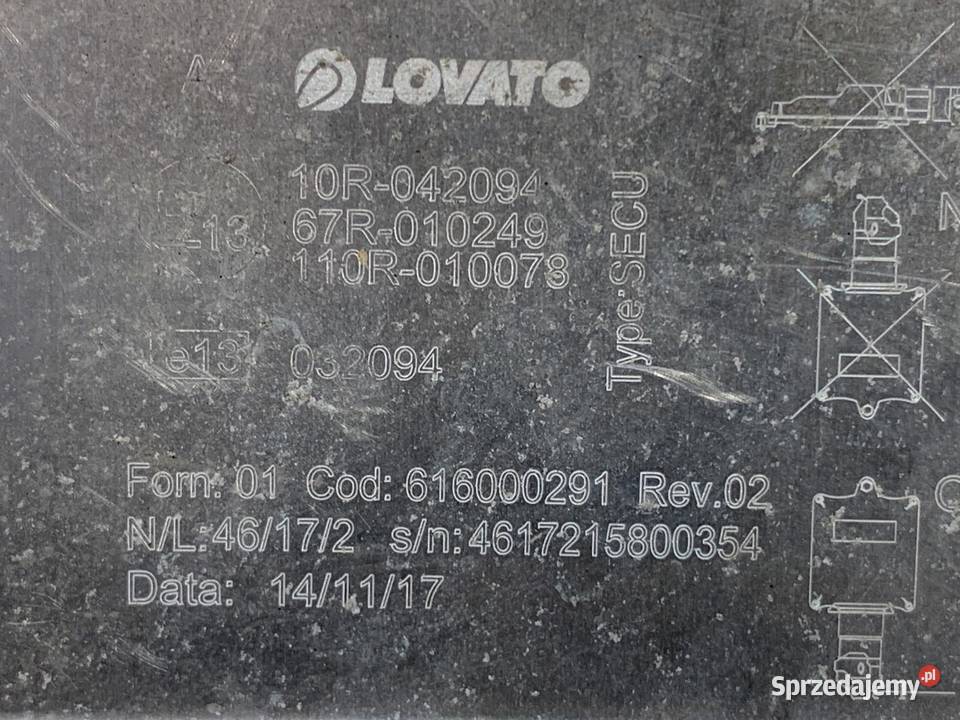 LOVATO
10R-042094
E13 67R-010249
110R-010078
Type:SECU
e13 032094
Forn: 01 Cod: 616000291 Rev.02
N/L:46/17/2 s/n:4617215800354
Data: 14/11/17
Sprzedajemy.pl